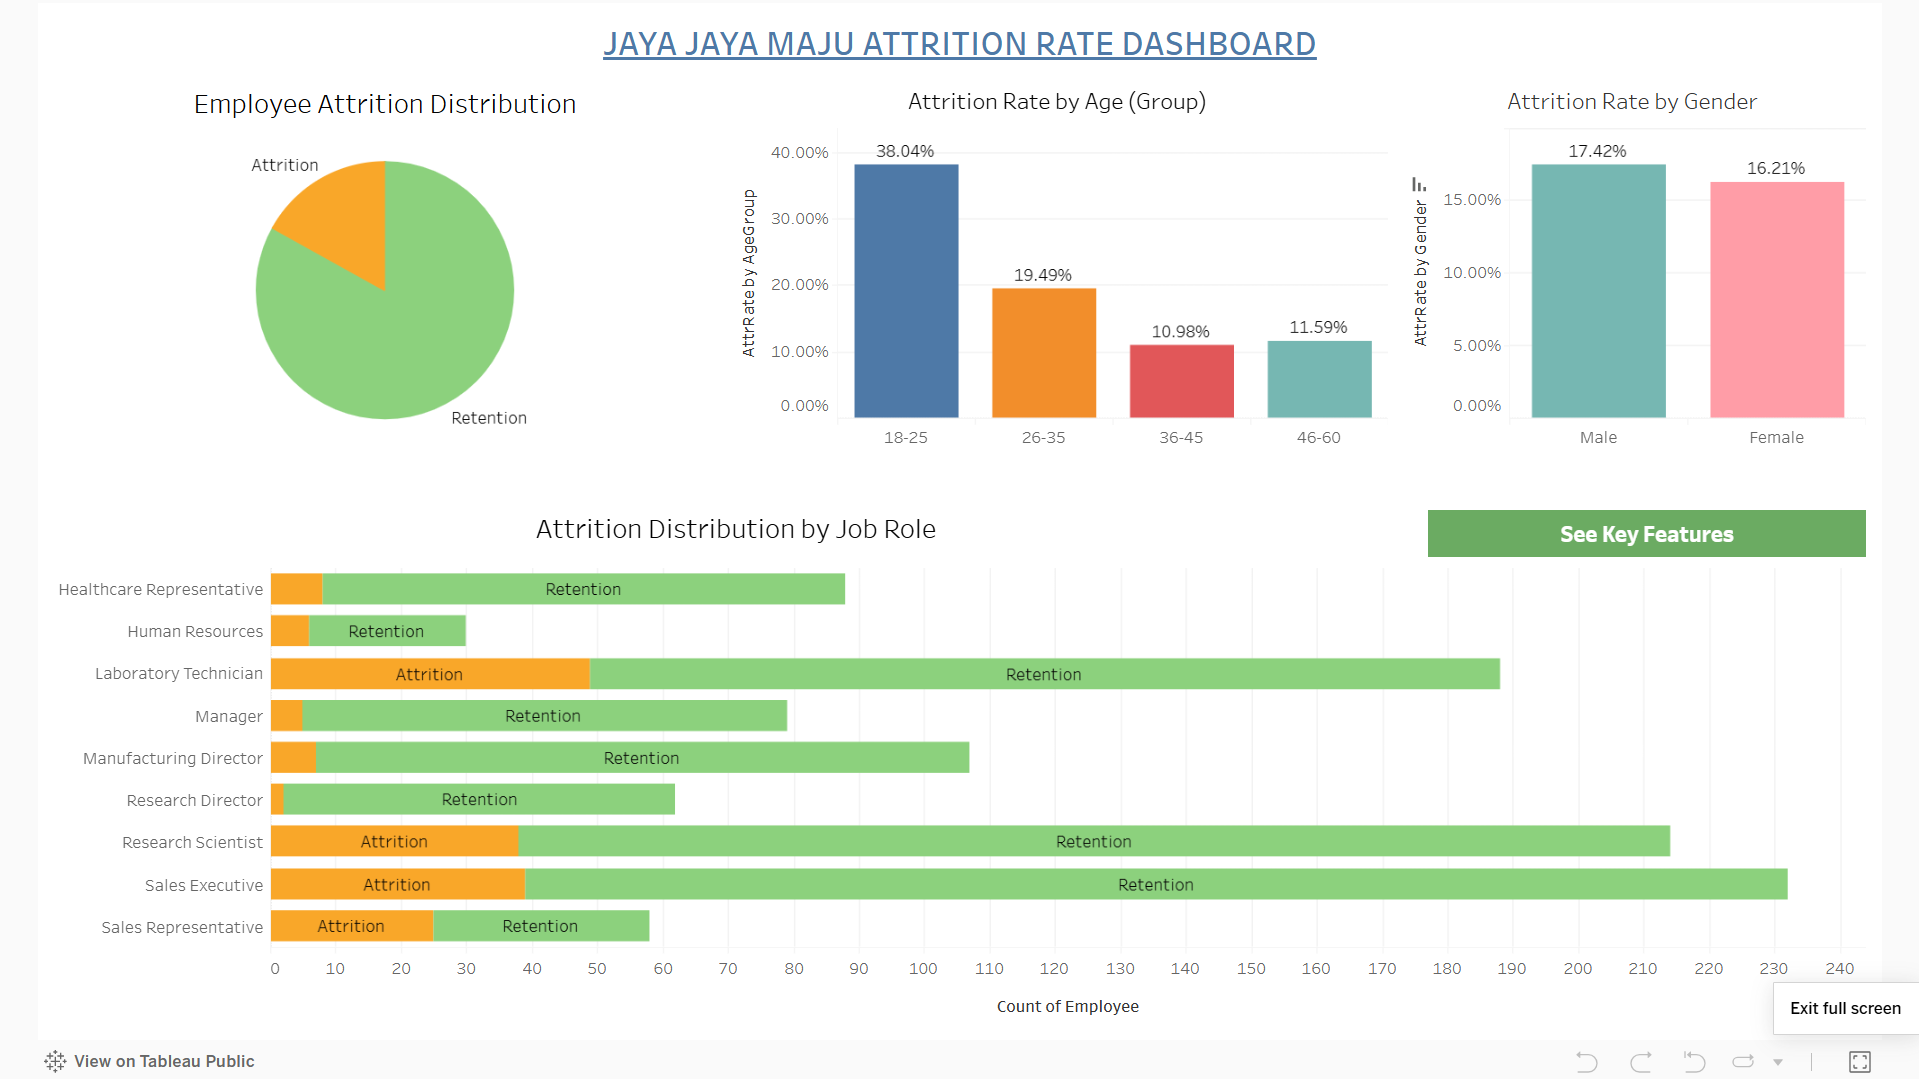 JAYA JAYA MAJU ATTRITION RATE DASHBOARD
Employee Attrition Distribution
Attrition
Retention
Attrition Rate by Age (Group)
AttrRate by AgeGroup
40.00%
30.00%
20.00%
10.00%
0.00%
38.04%
19.49%
10.98%
11.59%
18-25
26-35
36-45
46-60
Attrition Rate by Gender
AttrRate by Gender
15.00%
10.00%
5.00%
0.00%
17.42%
16.21%
Male
Female
Attrition Distribution by Job Role
See Key Features
Healthcare Representative Retention
Human Resources Retention
Laboratory Technician Attrition Retention
Manager Retention
Manufacturing Director Retention
Research Director Retention
Research Scientist Attrition Retention
Sales Executive Attrition Retention
Sales Representative Attrition Retention
0 10 20 30 40 50 60 70 80 90 100 110 120 130 140 150 160 170 180 190 200 210 220 230 240
Count of Employee
Exit full screen
View on Tableau Public